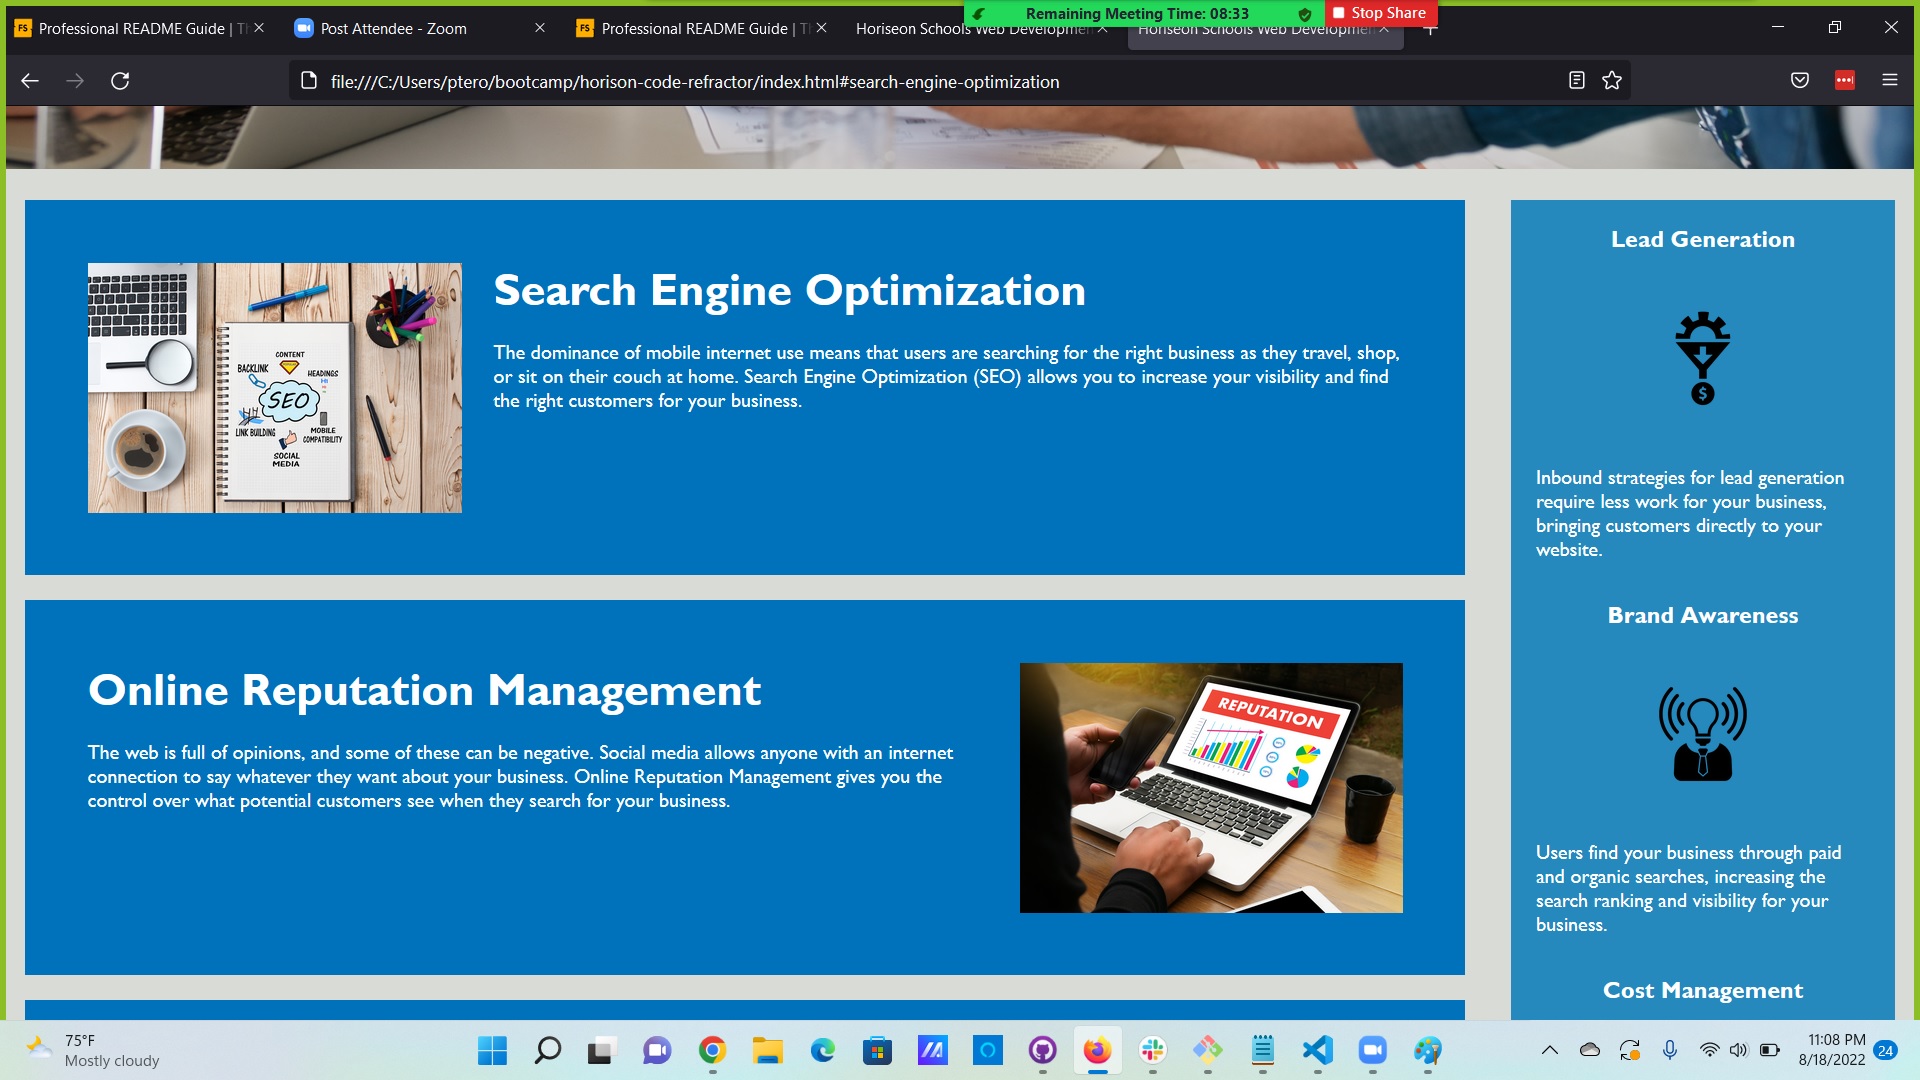 Remaining Meeting Time: 08:33
Stop Share
FS
Professional README Guide | Th
Post Attendee - Zoom
FS
Professional README Guide | Th
Horiseon Schools Web Developmen
Horiseon Schools Web Developmen
file:///C:/Users/ptero/bootcamp/horison-code-refractor/index.html#search-engine-optimization
CONTENT
BACKLINK
HEADINGS
SEO
LINK BUILDING
MOBILE
COMPATIBILITY
SOCIAL
MEDIA
Search Engine Optimization
The dominance of mobile internet use means that users are searching for the right business as they travel, shop,
or sit on their couch at home. Search Engine Optimization (SEO) allows you to increase your visibility and find
the right customers for your business.
Online Reputation Management
The web is full of opinions, and some of these can be negative. Social media allows anyone with an internet
connection to say whatever they want about your business. Online Reputation Management gives you the
control over what potential customers see when they search for your business.
REPUTATION
Lead Generation
$
Inbound strategies for lead generation
require less work for your business,
bringing customers directly to your
website.
Brand Awareness
Users find your business through paid
and organic searches, increasing the
search ranking and visibility for your
business.
Cost Management
75°F
Mostly cloudy
11:08 PM
8/18/2022
24